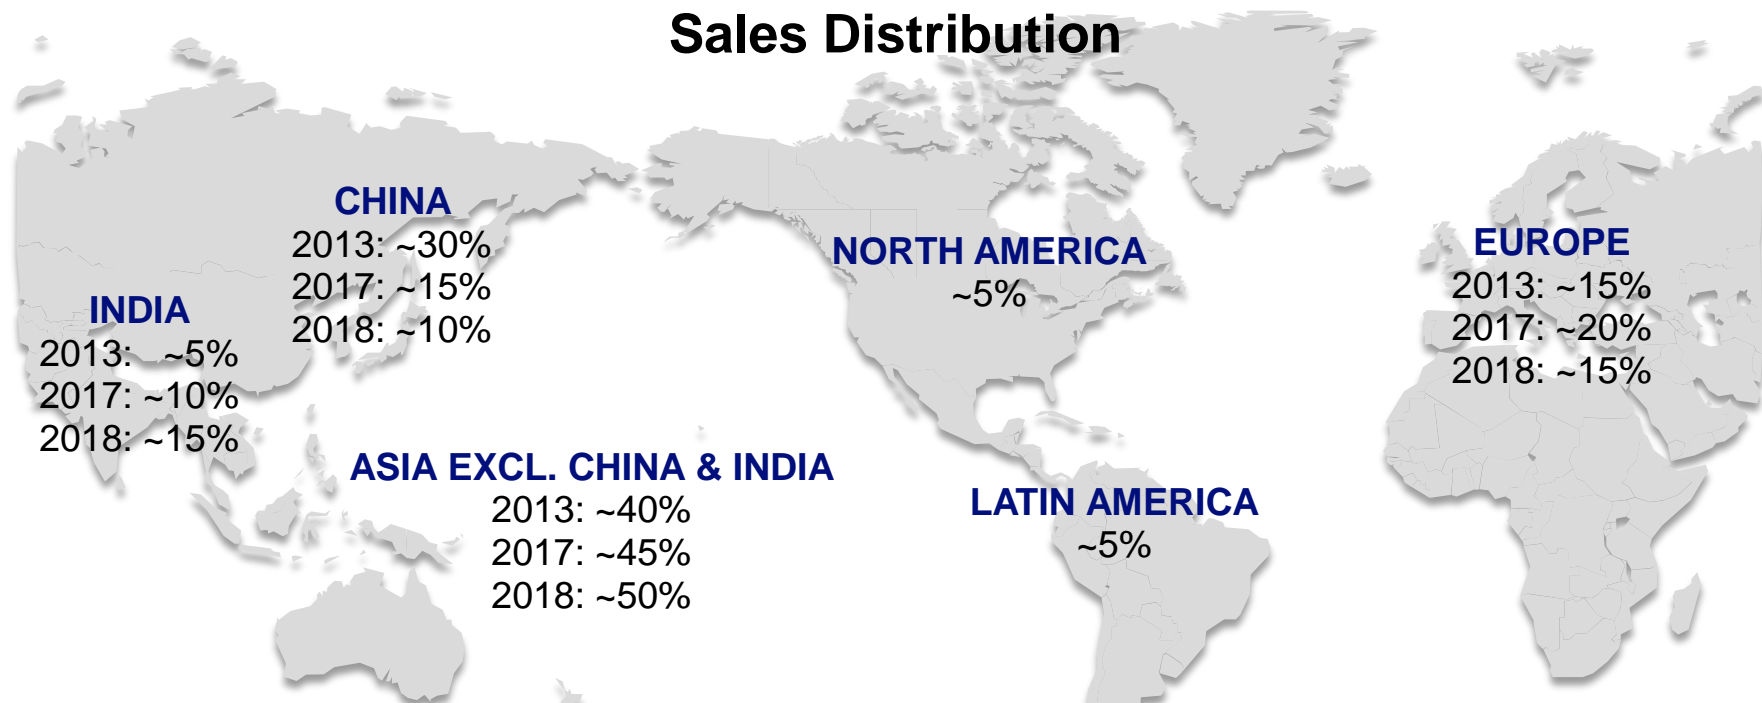 Sales Distribution
CHINA
2013: ~30%
2017: ~15%
2018: ~10%
INDIA
2013: ~5%
2017: ~10%
2018: ~15%
ASIA EXCL. CHINA & INDIA
2013: ~40%
2017: ~45%
2018: ~50%
NORTH AMERICA
~5%
LATIN AMERICA
~5%
EUROPE
2013: ~15%
2017: ~20%
2018: ~15%